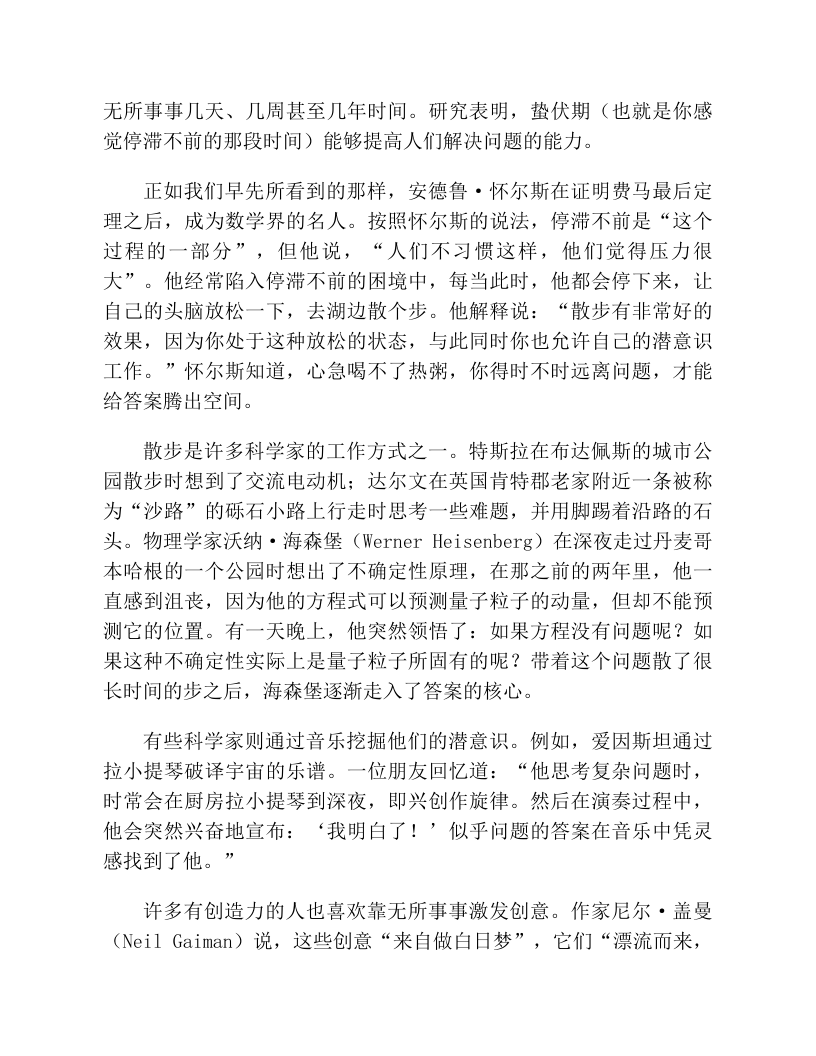 无所事事几天、几周甚至几年时间。研究表明，蛰伏期（也就是你感
觉停滞不前的那段时间）能够提高人们解决问题的能力。
正如我们早先所看到的那样，安德鲁·怀尔斯在证明费马最后定
理之后，成为数学界的名人。按照怀尔斯的说法，停滞不前是“这个
过程的一部分”，但他说，“人们不习惯这样，他们觉得压力很
大”。他经常陷入停滞不前的困境中，每当此时，他都会停下来，让
自己的头脑放松一下，去湖边散个步。他解释说：“散步有非常好的
效果，因为你处于这种放松的状态，与此同时你也允许自己的潜意识
工作。”怀尔斯知道，心急喝不了热粥，你得时不时远离问题，才能
给答案腾出空间。
散步是许多科学家的工作方式之一。特斯拉在布达佩斯的城市公
园散步时想到了交流电动机；达尔文在英国肯特郡老家附近一条被称
为“沙路”的砾石小路上行走时思考一些难题，并用脚踢着沿路的石
头。物理学家沃纳·海森堡（Werner Heisenberg）在深夜走过丹麦哥
本哈根的一个公园时想出了不确定性原理，在那之前的两年里，他一
直感到沮丧，因为他的方程式可以预测量子粒子的动量，但却不能预
测它的位置。有一天晚上，他突然领悟了：如果方程没有问题呢？如
果这种不确定性实际上是量子粒子所固有的呢？带着这个问题散了很
长时间的步之后，海森堡逐渐走入了答案的核心。
有些科学家则通过音乐挖掘他们的潜意识。例如，爱因斯坦通过
拉小提琴破译宇宙的乐谱。一位朋友回忆道：“他思考复杂问题时，
时常会在厨房拉小提琴到深夜，即兴创作旋律。然后在演奏过程中，
他会突然兴奋地宣布：‘我明白了！’似乎问题的答案在音乐中凭灵
感找到了他。”
许多有创造力的人也喜欢靠无所事事激发创意。作家尼尔·盖曼
（Neil Gaiman）说，这些创意“来自做白日梦”，它们“漂流而来，